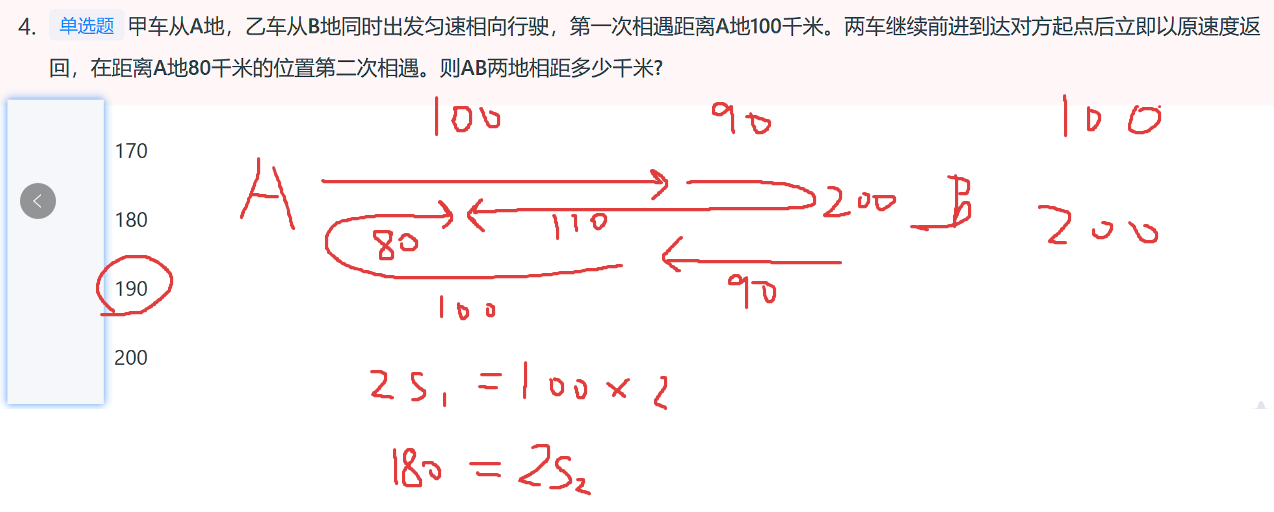 4. 单选题 甲车从A地，乙车从B地同时出发匀速相向行驶，第一次相遇距离A地100千米。两车继续前进到达对方起点后立即以原速度返
回，在距离A地80千米的位置第二次相遇。则AB两地相距多少千米?
100 90 100
170
A 200 B 200
180
80 110
190
100 90
200
2S₁ = 100 × 2
180 = 2S₂